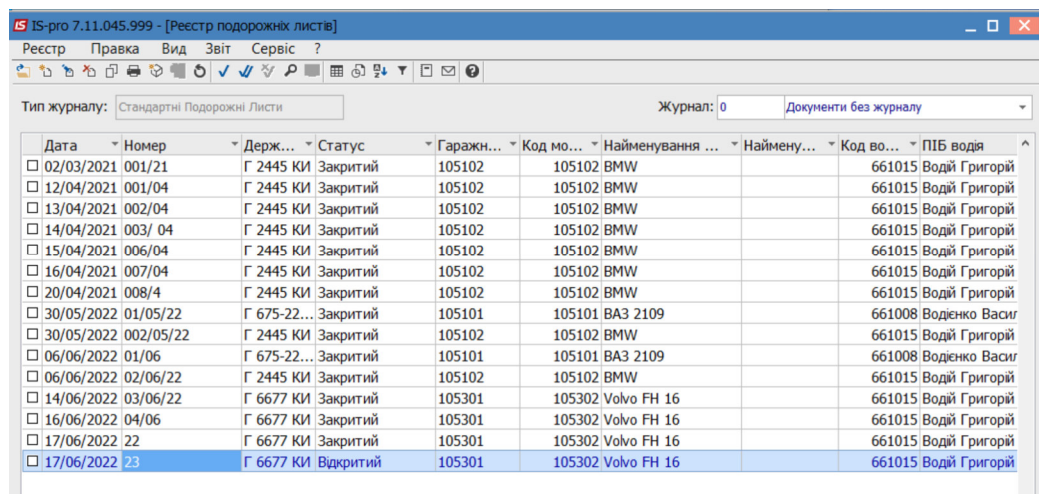 IS-pro 7.11.045.999 - [Реєстр подорожніх листів]
Реєстр Правка Вид Звіт Сервіс ?
Тип журналу: Стандартні Подорожні Листи Журнал: 0 Документи без журналу
Дата Номер Держ... Статус Гаражн... Код мо... Найменування ... Наймену... Код во... ПІБ водія
02/03/2021 001/21 Г 2445 КИ Закритий 105102 105102 BMW 661015 Водій Григорій
12/04/2021 001/04 Г 2445 КИ Закритий 105102 105102 BMW 661015 Водій Григорій
13/04/2021 002/04 Г 2445 КИ Закритий 105102 105102 BMW 661015 Водій Григорій
14/04/2021 003/ 04 Г 2445 КИ Закритий 105102 105102 BMW 661015 Водій Григорій
15/04/2021 006/04 Г 2445 КИ Закритий 105102 105102 BMW 661015 Водій Григорій
16/04/2021 007/04 Г 2445 КИ Закритий 105102 105102 BMW 661015 Водій Григорій
20/04/2021 008/4 Г 2445 КИ Закритий 105102 105102 BMW 661015 Водій Григорій
30/05/2022 01/05/22 Г 675-22... Закритий 105101 105101 ВАЗ 2109 661008 Водієнко Васил
30/05/2022 002/05/22 Г 2445 КИ Закритий 105102 105102 BMW 661015 Водій Григорій
06/06/2022 01/06 Г 675-22... Закритий 105101 105101 ВАЗ 2109 661008 Водієнко Васил
06/06/2022 02/06/22 Г 2445 КИ Закритий 105102 105102 BMW 661015 Водій Григорій
14/06/2022 03/06/22 Г 6677 КИ Закритий 105301 105302 Volvo FH 16 661015 Водій Григорій
16/06/2022 04/06 Г 6677 КИ Закритий 105301 105302 Volvo FH 16 661015 Водій Григорій
17/06/2022 22 Г 6677 КИ Закритий 105301 105302 Volvo FH 16 661015 Водій Григорій
17/06/2022 23 Г 6677 КИ Відкритий 105301 105302 Volvo FH 16 661015 Водій Григорій